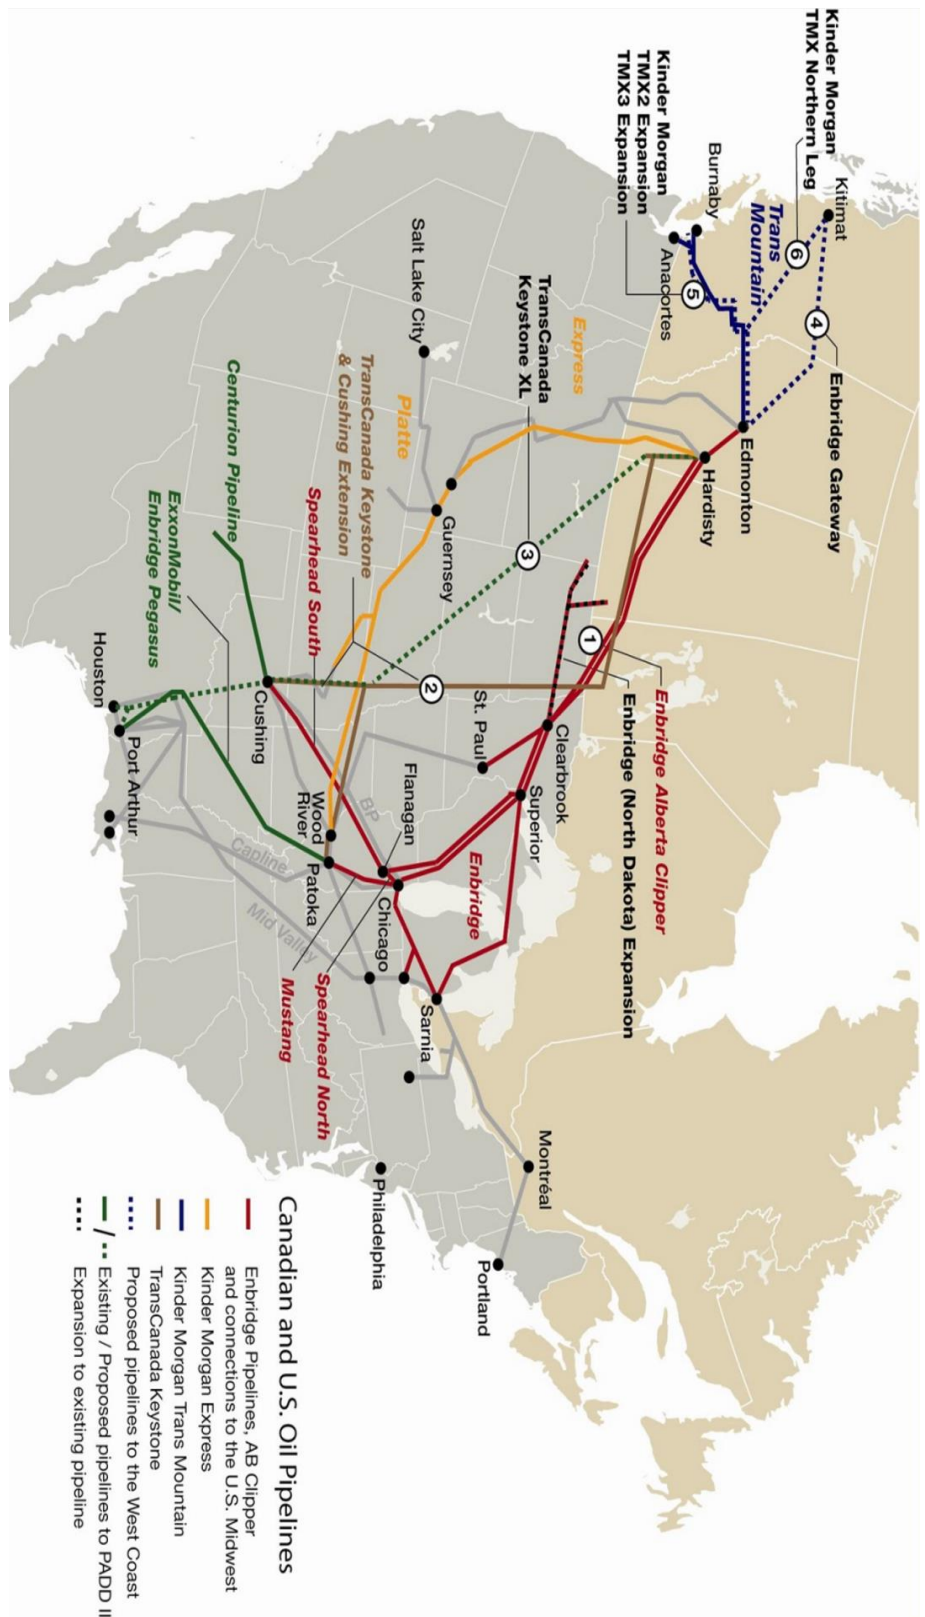 Kinder Morgan
TMX Northern Leg
Kitimat
6
4
Enbridge Gateway
Trans
Mountain
Kinder Morgan
TMX2 Expansion
TMX3 Expansion
Burnaby
5
Anacortes
Edmonton
Hardisty
Express
TransCanada
Keystone XL
3
Salt Lake City
Platte
Guernsey
TransCanada Keystone
& Cushing Extension
Spearhead South
Centurion Pipeline
ExxonMobil/
Enbridge Pegasus
1
Enbridge Alberta Clipper
Enbridge (North Dakota) Expansion
2
St. Paul
Clearbrook
Superior
Enbridge
Cushing
Houston
Port Arthur
Flanagan
BP
Wood
River
Patoka
Chicago
Capline
Mid Valley
Spearhead North
Mustang
Sarnia
Montréal
Portland
Philadelphia
Canadian and U.S. Oil Pipelines
Enbridge Pipelines, AB Clipper
and connections to the U.S. Midwest
Kinder Morgan Express
Kinder Morgan Trans Mountain
TransCanada Keystone
Proposed pipelines to the West Coast
/ Existing / Proposed pipelines to PADD II
Expansion to existing pipeline